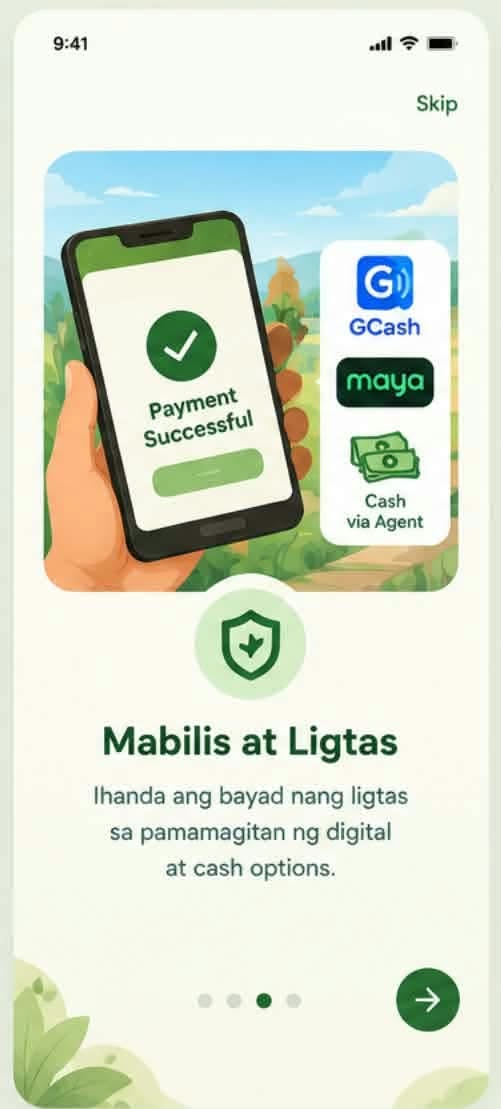 9:41
Skip
Payment
Successful
G
GCash
maya
Cash
via Agent
Mabilis at Ligtas
Ihanda ang bayad nang ligtas
sa pamamagitan ng digital
at cash options.